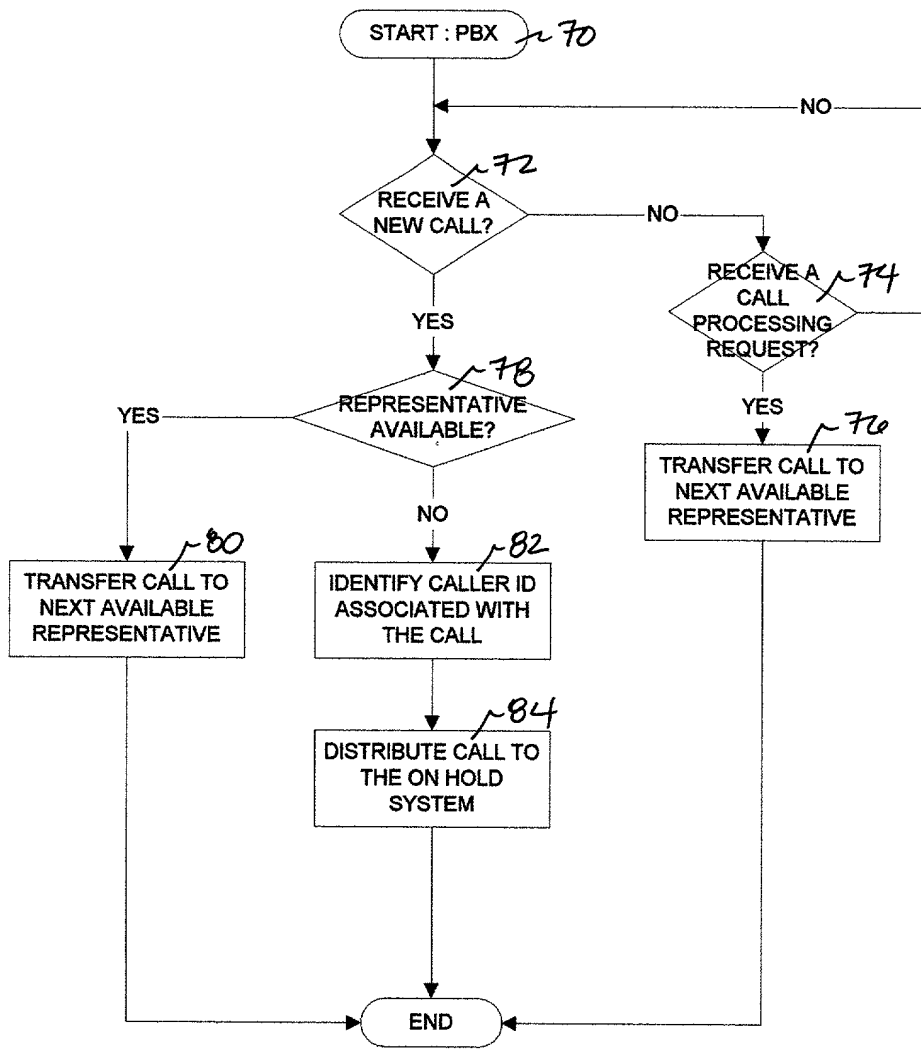 START : PBX
70
NO
72
RECEIVE A
NEW CALL?
NO
RECEIVE A
CALL
PROCESSING
REQUEST?
74
YES
78
REPRESENTATIVE
AVAILABLE?
YES
YES
76
TRANSFER CALL TO
NEXT AVAILABLE
REPRESENTATIVE
NO
80
TRANSFER CALL TO
NEXT AVAILABLE
REPRESENTATIVE
82
IDENTIFY CALLER ID
ASSOCIATED WITH
THE CALL
84
DISTRIBUTE CALL TO
THE ON HOLD
SYSTEM
END